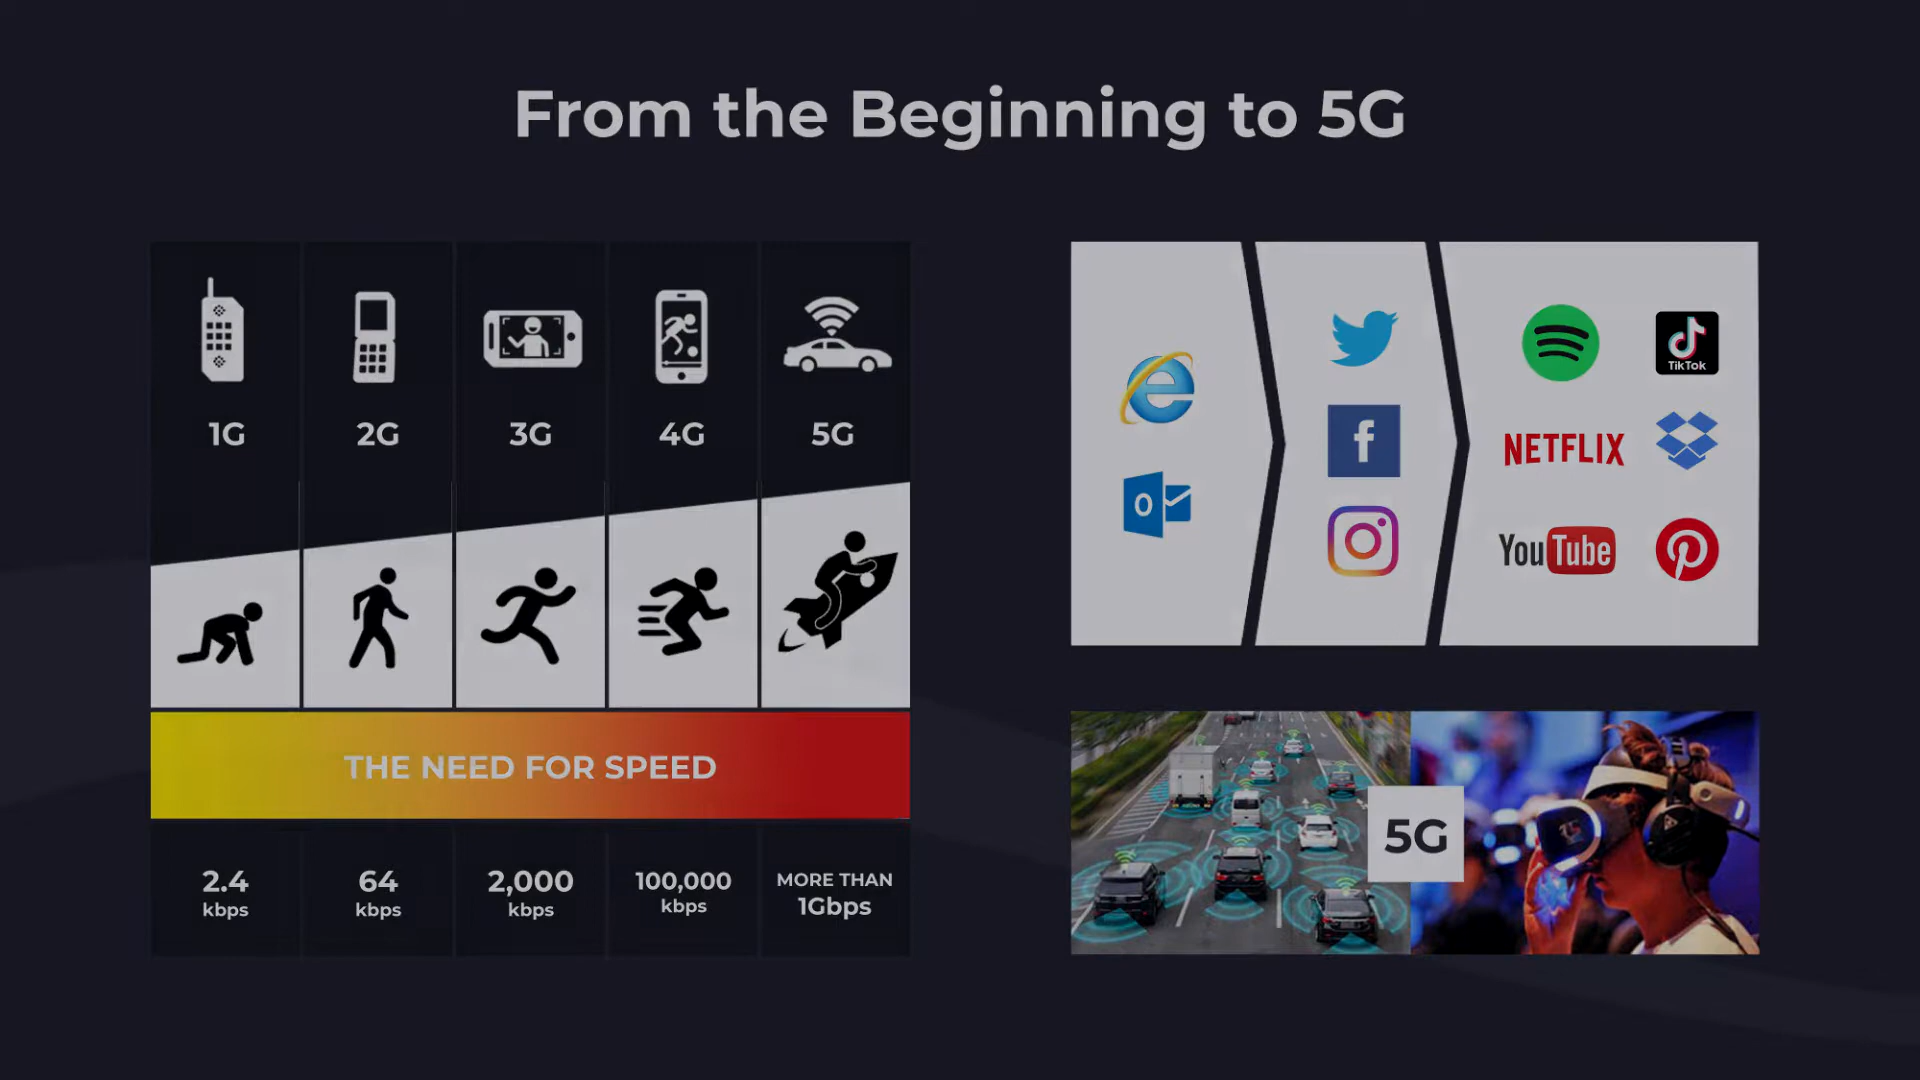 From the Beginning to 5G
1G
2G
3G
4G
5G
THE NEED FOR SPEED
2.4
kbps
64
kbps
2,000
kbps
100,000
kbps
MORE THAN
1Gbps
TikTok
NETFLIX
YouTube
5G